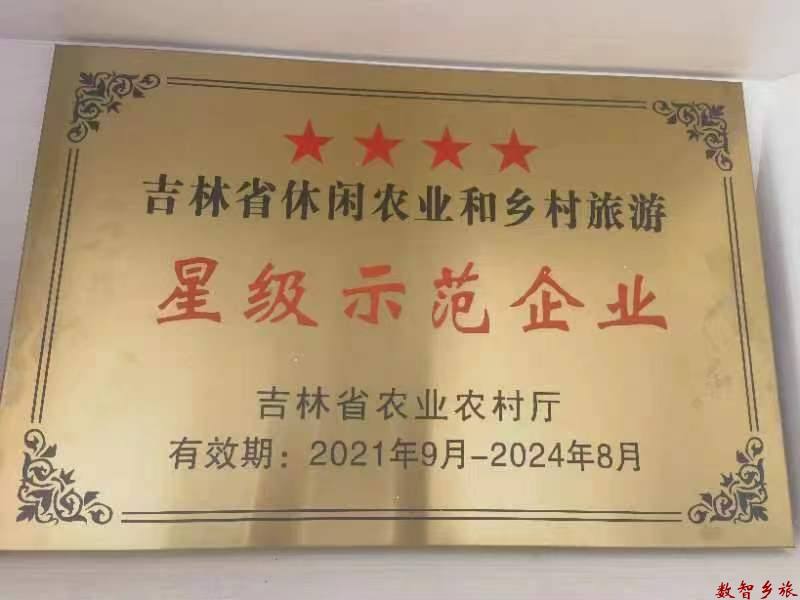 吉林省休闲农业和乡村旅游
星级示范企业
吉林省农业农村厅
有效期：2021年9月-2024年8月
数智乡旅